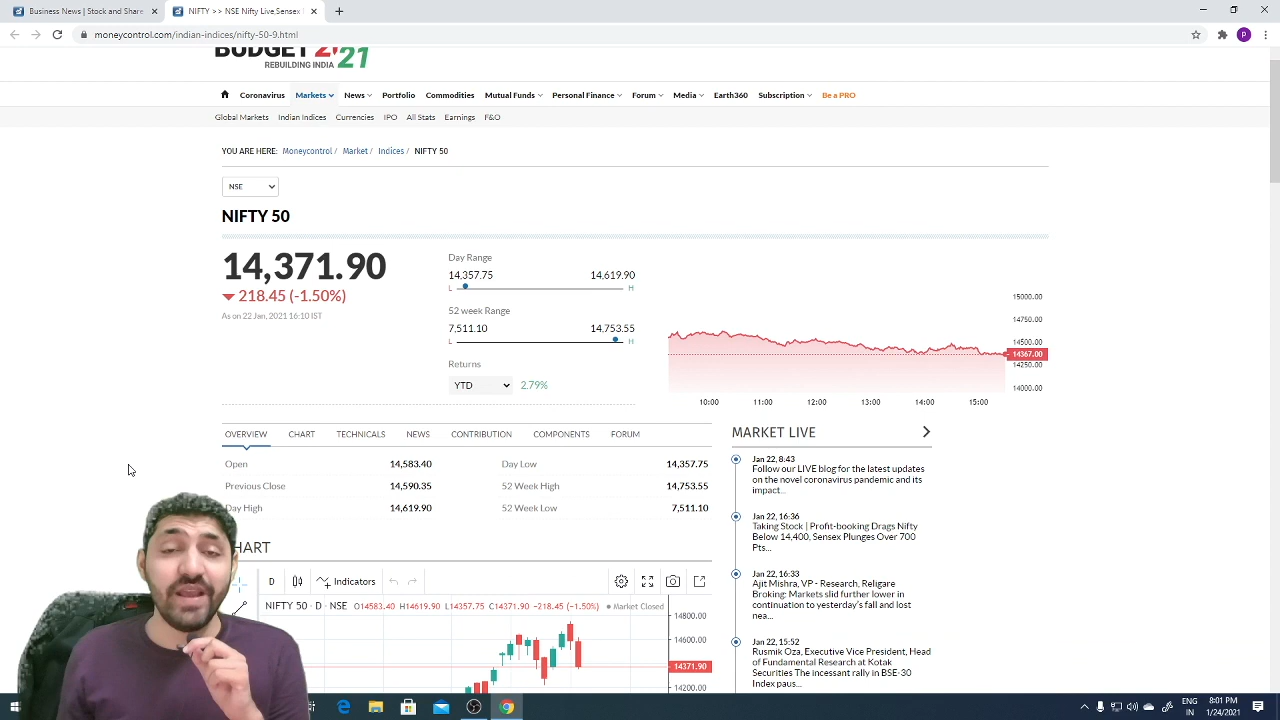 Business News | Stock and Share
NIFTY > NSE Nifty Live,Sensex
moneycontrol.com/indian-indices/nifty-50-9.html
P
BUDGET 2021
REBUILDING INDIA
Coronavirus Markets News Portfolio Commodities Mutual Funds Personal Finance Forum Media Earth360 Subscription Be a PRO
Global Markets Indian Indices Currencies IPO All Stats Earnings F&O
YOU ARE HERE: Moneycontrol / Market / Indices / NIFTY 50
NSE
NIFTY 50
14,371.90
218.45 (-1.50%)
As on 22 Jan, 2021 16:10 IST
Day Range
14,357.75 14,619.90
L H
52 week Range
7,511.10 14,753.55
L H
Returns
YTD 2.79%
15000.00
14750.00
14500.00
14367.00
14250.00
14000.00
10:00 11:00 12:00 13:00 14:00 15:00
OVERVIEW CHART TECHNICALS NEWS CONTRIBUTION COMPONENTS FORUM
Open 14,583.40 Day Low 14,357.75
Previous Close 14,590.35 52 Week High 14,753.55
Day High 14,619.90 52 Week Low 7,511.10
HART
D Indicators
NIFTY 50 · D · NSE O14583.40 H14619.90 L14357.75 C14371.90 −218.45 (−1.50%) Market Closed
14800.00
14600.00
14371.90
14200.00
MARKET LIVE
Jan 22, 8:43
Follow our LIVE blog for the latest updates
on the novel coronavirus pandemic and its
impact...
Jan 22, 16:36
Taking Stock | Profit-booking Drags Nifty
Below 14,400, Sensex Plunges Over 700
Pts...
Jan 22, 16:33
Ajit Mishra, VP - Research, Religare
Broking: Markets slid further lower in
continuation to yesterday's fall and lost
nea...
Jan 22, 15:52
Rusmik Oza, Executive Vice President, Head
of Fundamental Research at Kotak
Securities The incessant rally in BSE-30
Index paus...
ENG
US
8:01 PM
1/24/2021